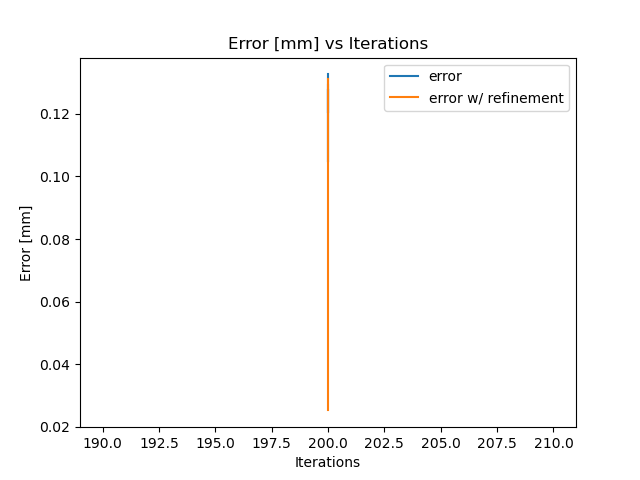 Error [mm] vs Iterations
error
error w/ refinement
0.12
0.10
0.08
0.06
0.04
0.02
Error [mm]
190.0 192.5 195.0 197.5 200.0 202.5 205.0 207.5 210.0
Iterations